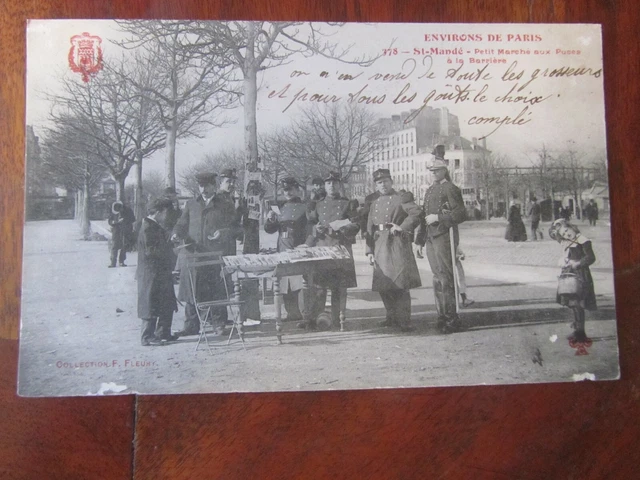 ENVIRONS DE PARIS
378 - St-Mandé - Petit Marché aux Puces
à la Barrière
on n'en vend de toute les grosseurs
et pour tous les goûts. le choix
complé
COLLECTION F. FLEURY.